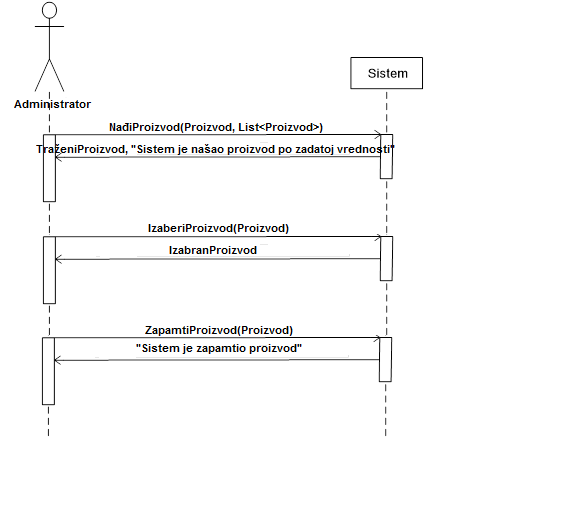 Sistem
Administrator
NađiProizvod(Proizvod, List<Proizvod>)
TraženiProizvod, "Sistem je našao proizvod po zadatoj vrednosti"
IzaberiProizvod(Proizvod)
IzabranProizvod
ZapamtiProizvod(Proizvod)
"Sistem je zapamtio proizvod"